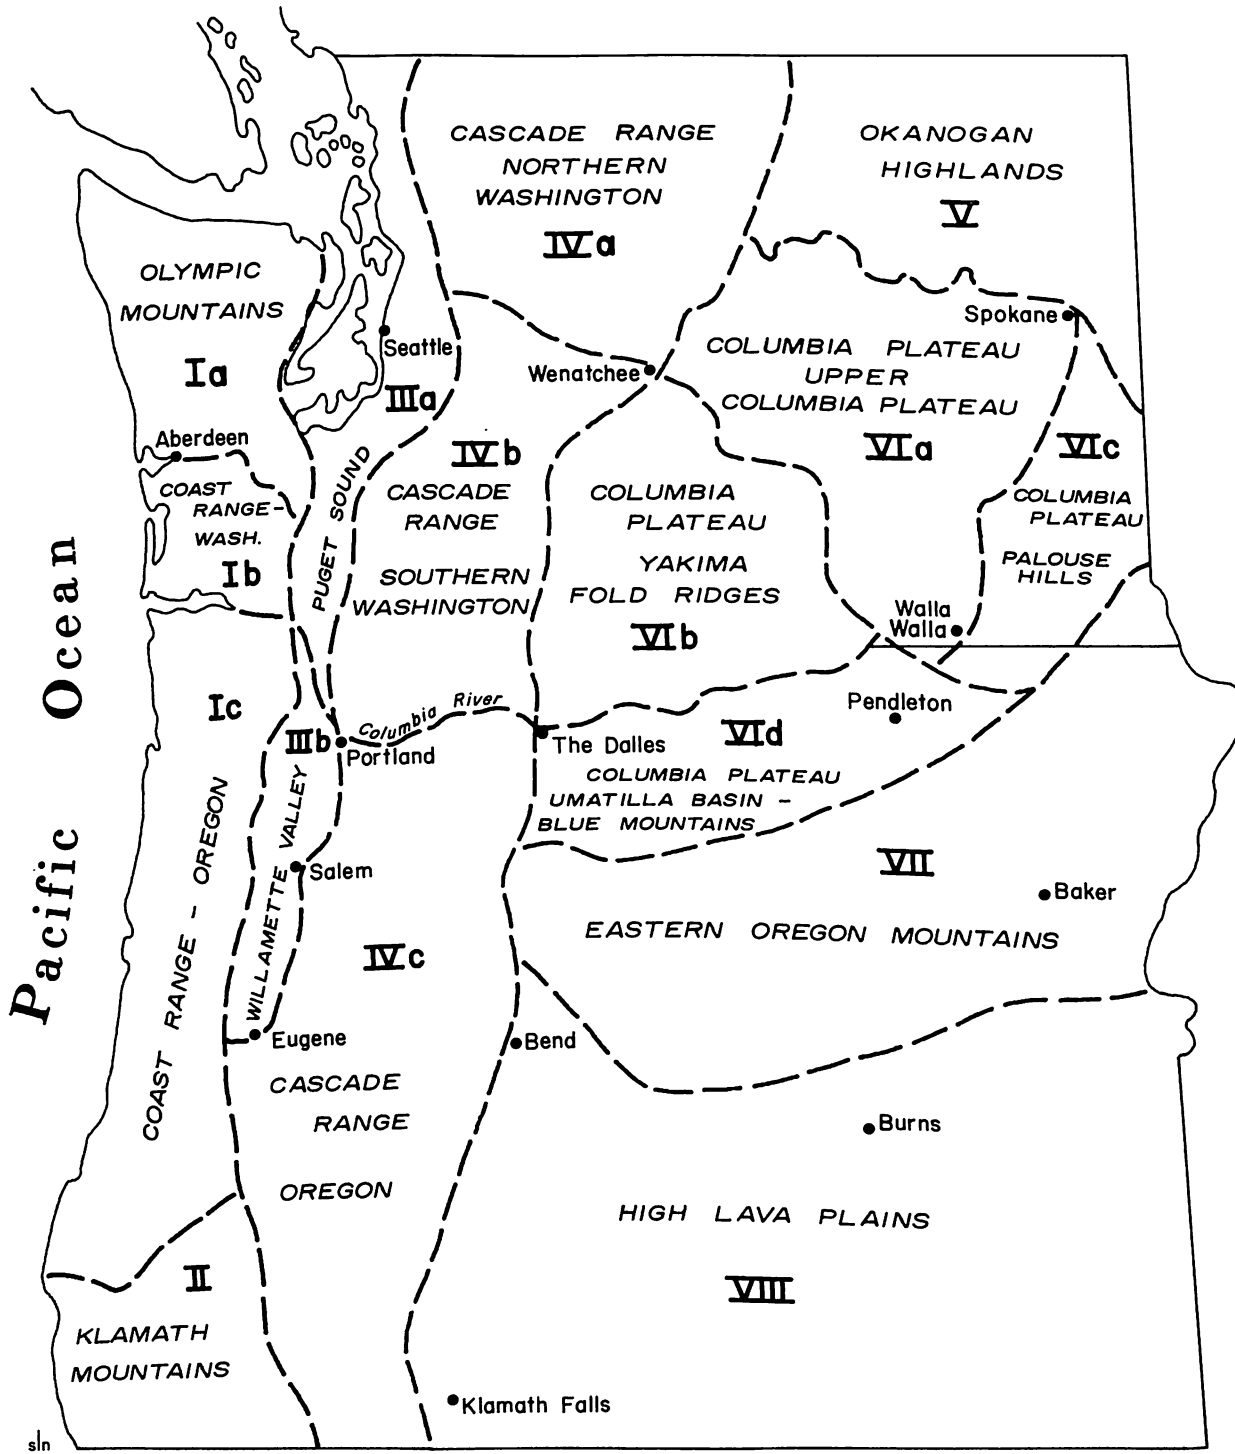 CASCADE RANGE
NORTHERN
WASHINGTON
IVa
OKANOGAN
HIGHLANDS
V
OLYMPIC
MOUNTAINS
Ia
Seattle
IIIa
Spokane
Wenatchee
COLUMBIA PLATEAU
UPPER
COLUMBIA PLATEAU
VIa
VIc
COLUMBIA
PLATEAU
PALOUSE
HILLS
Aberdeen
COAST
RANGE-
WASH.
Ib
PUGET SOUND
IVb
CASCADE
RANGE
SOUTHERN
WASHINGTON
COLUMBIA
PLATEAU
YAKIMA
FOLD RIDGES
VIb
Walla
Walla
Pacific Ocean
Ic
COAST RANGE - OREGON
IIIb
Portland
Columbia River
WILLAMETTE VALLEY
The Dalles
VId
Pendleton
COLUMBIA PLATEAU
UMATILLA BASIN -
BLUE MOUNTAINS
Salem
VII
Baker
EASTERN OREGON MOUNTAINS
IVc
Eugene
Bend
CASCADE
RANGE
OREGON
Burns
HIGH LAVA PLAINS
VIII
II
KLAMATH
MOUNTAINS
Klamath Falls
sln